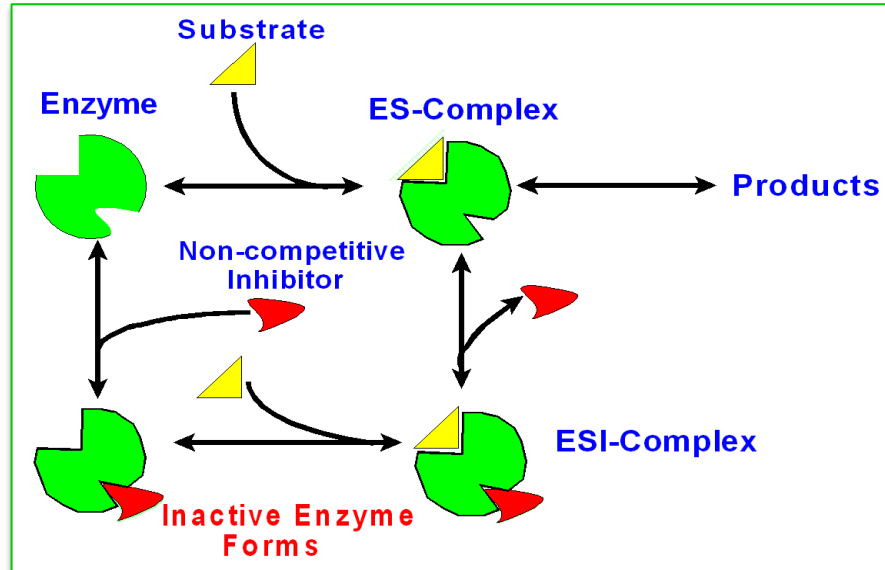 Substrate
Enzyme
ES-Complex
Products
Non-competitive
Inhibitor
ESI-Complex
Inactive Enzyme
Forms